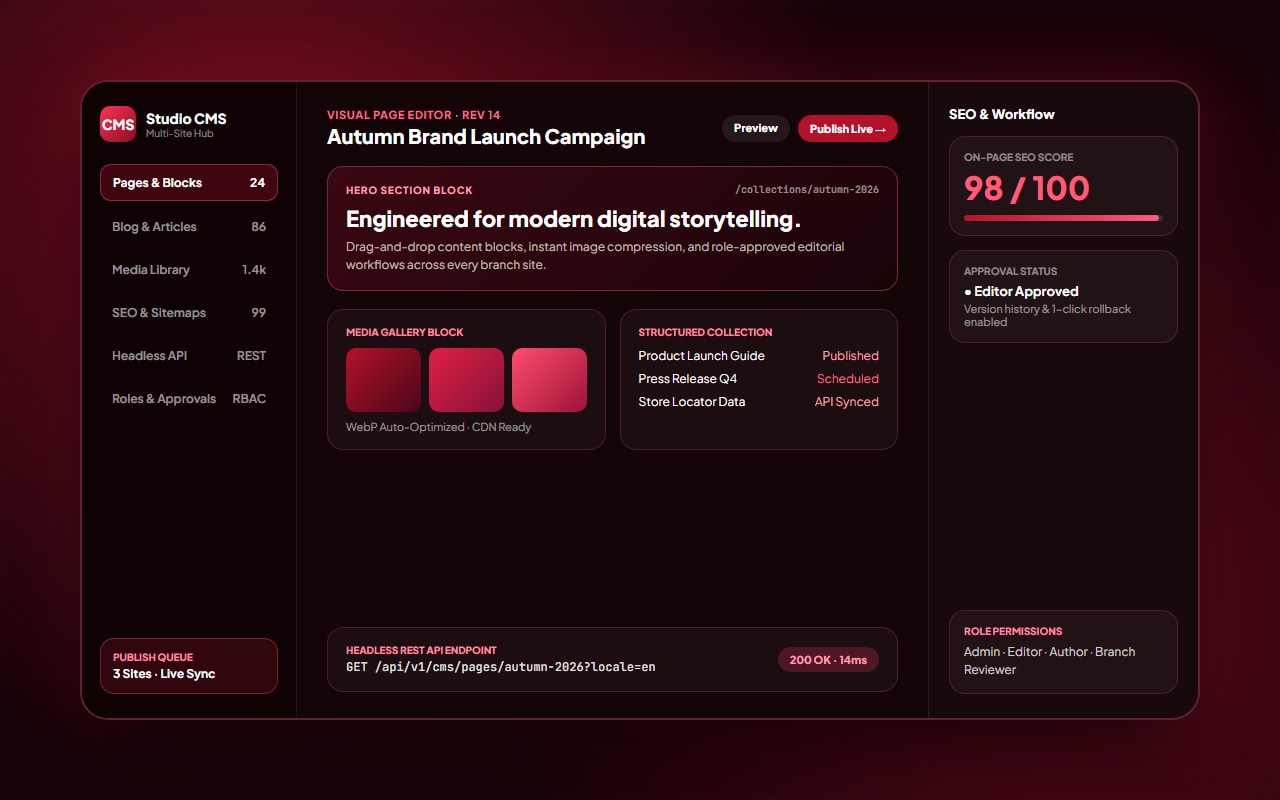 CMS
Studio CMS
Multi-Site Hub
Pages & Blocks 24
Blog & Articles 86
Media Library 1.4k
SEO & Sitemaps 99
Headless API REST
Roles & Approvals RBAC
PUBLISH QUEUE
3 Sites · Live Sync
VISUAL PAGE EDITOR · REV 14
Autumn Brand Launch Campaign
Preview
Publish Live →
HERO SECTION BLOCK
/collections/autumn-2026
Engineered for modern digital storytelling.
Drag-and-drop content blocks, instant image compression, and role-approved editorial
workflows across every branch site.
MEDIA GALLERY BLOCK
WebP Auto-Optimized · CDN Ready
STRUCTURED COLLECTION
Product Launch Guide Published
Press Release Q4 Scheduled
Store Locator Data API Synced
HEADLESS REST API ENDPOINT
GET /api/v1/cms/pages/autumn-2026?locale=en
200 OK · 14ms
SEO & Workflow
ON-PAGE SEO SCORE
98 / 100
APPROVAL STATUS
● Editor Approved
Version history & 1-click rollback
enabled
ROLE PERMISSIONS
Admin · Editor · Author · Branch
Reviewer